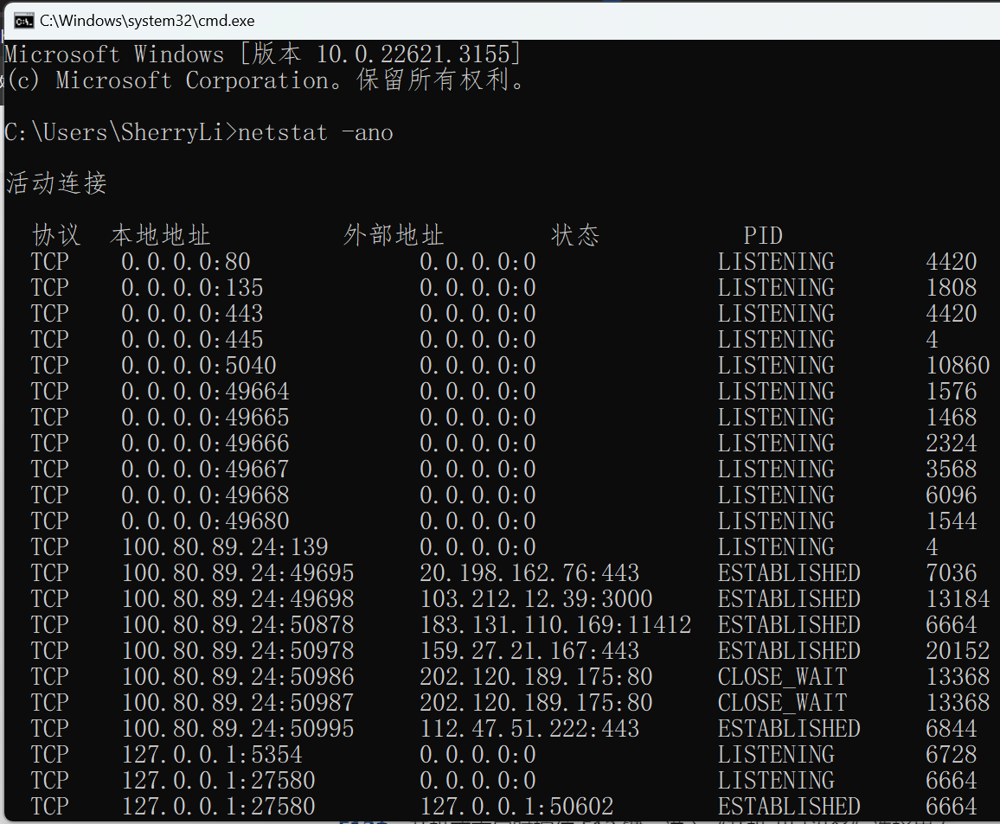 C:\Windows\system32\cmd.exe
Microsoft Windows [版本 10.0.22621.3155]
(c) Microsoft Corporation。保留所有权利。
C:\Users\SherryLi>netstat -ano
活动连接
协议 本地地址 外部地址 状态 PID
TCP 0.0.0.0:80 0.0.0.0:0 LISTENING 4420
TCP 0.0.0.0:135 0.0.0.0:0 LISTENING 1808
TCP 0.0.0.0:443 0.0.0.0:0 LISTENING 4420
TCP 0.0.0.0:445 0.0.0.0:0 LISTENING 4
TCP 0.0.0.0:5040 0.0.0.0:0 LISTENING 10860
TCP 0.0.0.0:49664 0.0.0.0:0 LISTENING 1576
TCP 0.0.0.0:49665 0.0.0.0:0 LISTENING 1468
TCP 0.0.0.0:49666 0.0.0.0:0 LISTENING 2324
TCP 0.0.0.0:49667 0.0.0.0:0 LISTENING 3568
TCP 0.0.0.0:49668 0.0.0.0:0 LISTENING 6096
TCP 0.0.0.0:49680 0.0.0.0:0 LISTENING 1544
TCP 100.80.89.24:139 0.0.0.0:0 LISTENING 4
TCP 100.80.89.24:49695 20.198.162.76:443 ESTABLISHED 7036
TCP 100.80.89.24:49698 103.212.12.39:3000 ESTABLISHED 13184
TCP 100.80.89.24:50878 183.131.110.169:11412 ESTABLISHED 6664
TCP 100.80.89.24:50978 159.27.21.167:443 ESTABLISHED 20152
TCP 100.80.89.24:50986 202.120.189.175:80 CLOSE_WAIT 13368
TCP 100.80.89.24:50987 202.120.189.175:80 CLOSE_WAIT 13368
TCP 100.80.89.24:50995 112.47.51.222:443 ESTABLISHED 6844
TCP 127.0.0.1:5354 0.0.0.0:0 LISTENING 6728
TCP 127.0.0.1:27580 0.0.0.0:0 LISTENING 6664
TCP 127.0.0.1:27580 127.0.0.1:50602 ESTABLISHED 6664